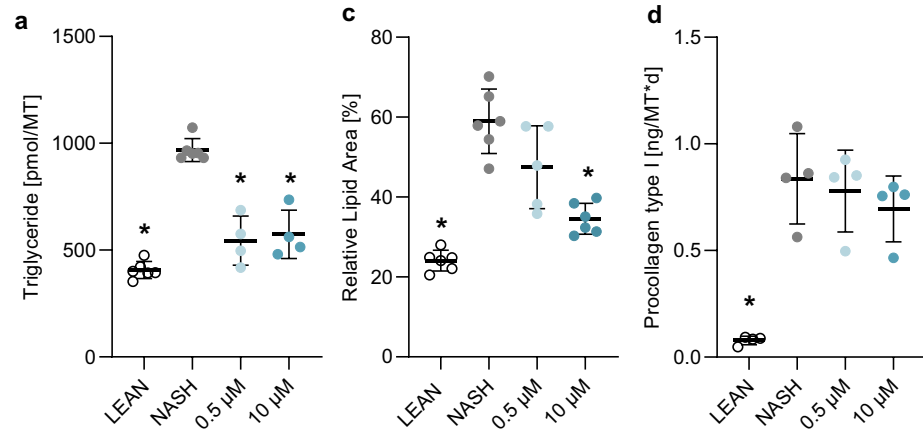 a
Triglyceride [pmol/MT]
1500
1000
500
0
*
*
*
LEAN
NASH
0.5 µM
10 µM
c
Relative Lipid Area [%]
80
60
40
20
0
*
*
LEAN
NASH
0.5 µM
10 µM
d
Procollagen type I [ng/MT*d]
1.5
1.0
0.5
0.0
*
LEAN
NASH
0.5 µM
10 µM